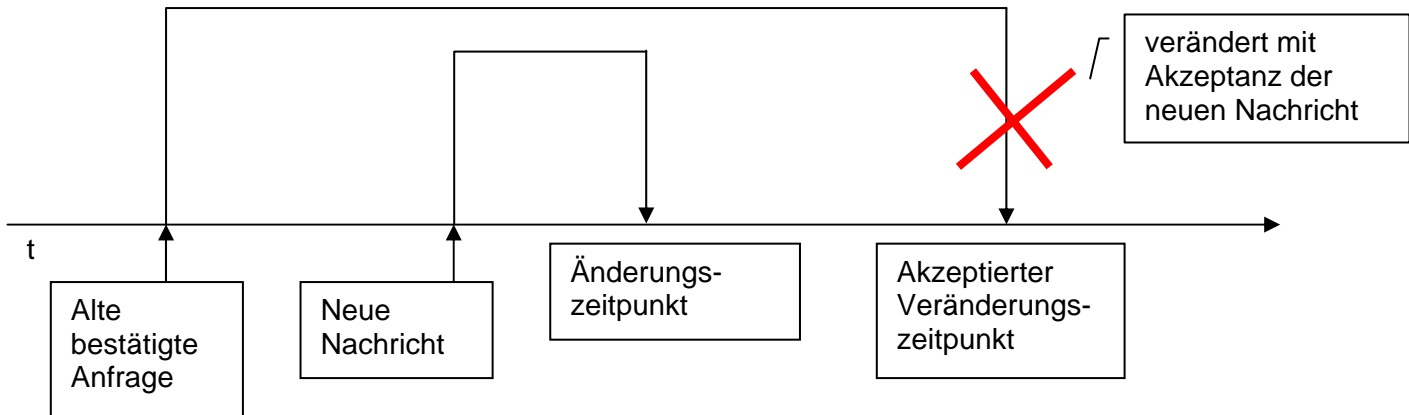 verändert mit
Akzeptanz der
neuen Nachricht
t
Alte
bestätigte
Anfrage
Neue
Nachricht
Änderungs-
zeitpunkt
Akzeptierter
Veränderungs-
zeitpunkt